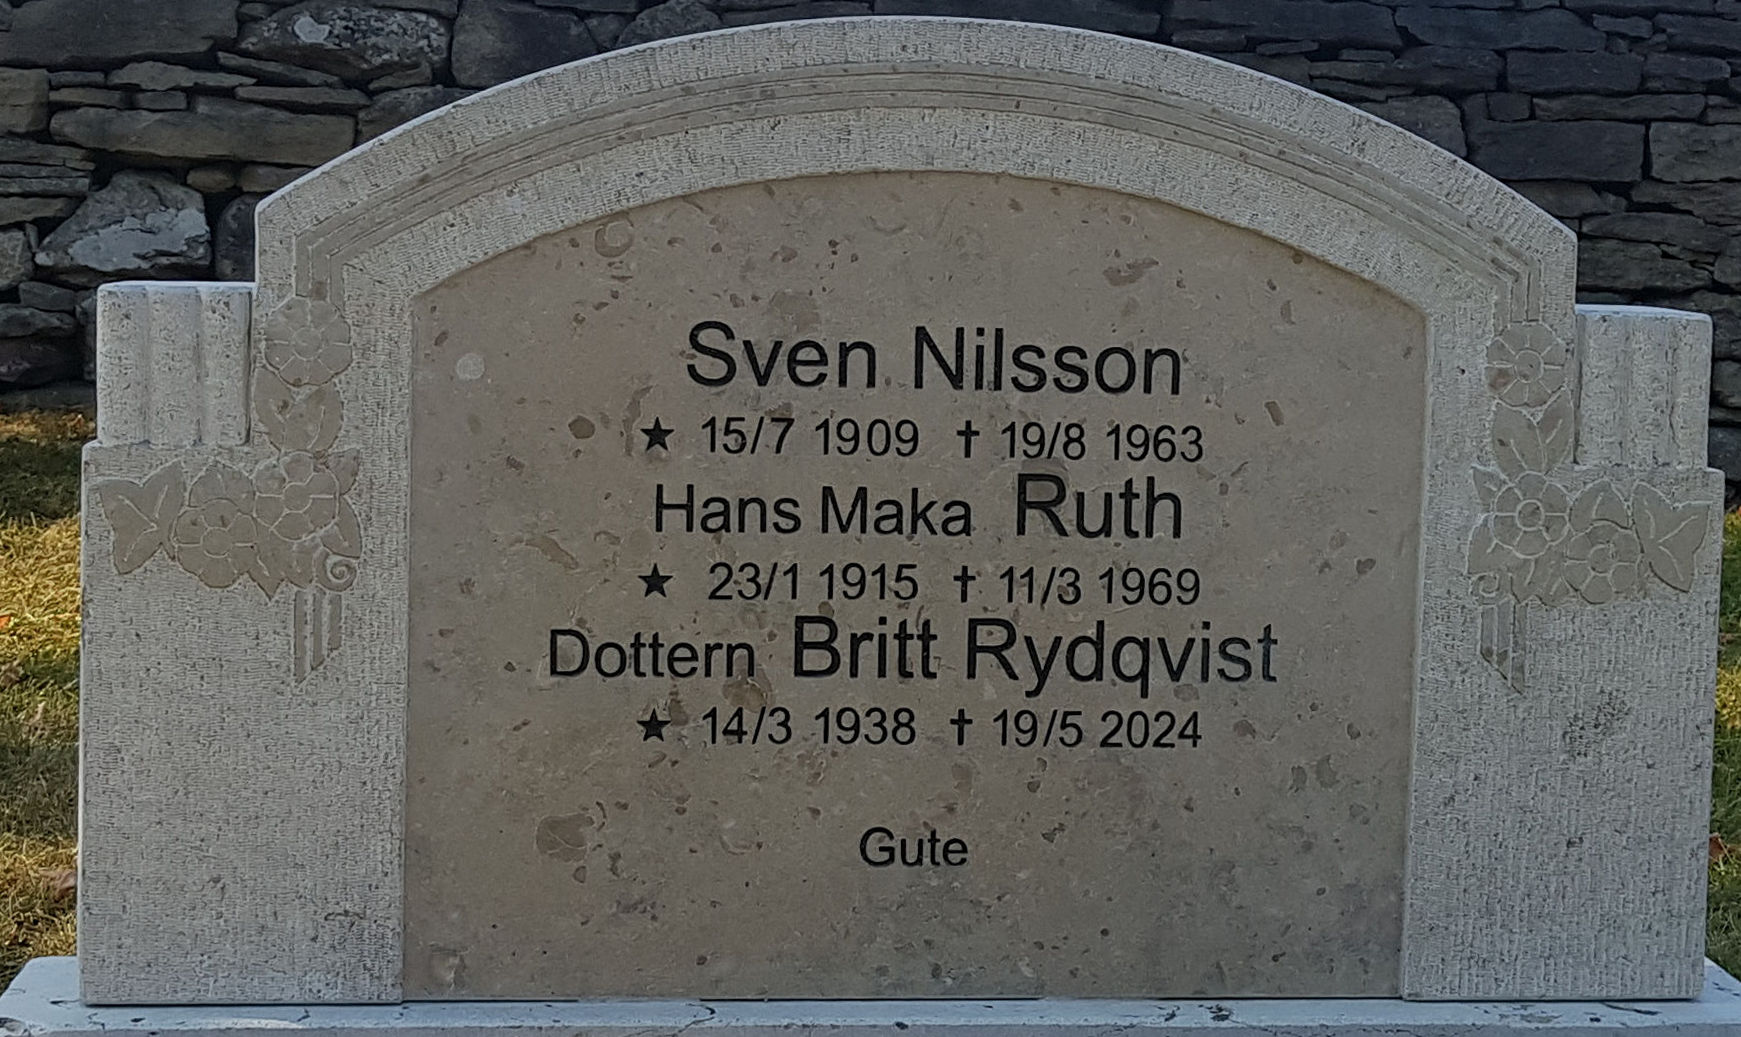 Sven Nilsson
★ 15/7 1909 † 19/8 1963
Hans Maka Ruth
★ 23/1 1915 † 11/3 1969
Dottern Britt Rydqvist
★ 14/3 1938 † 19/5 2024
Gute